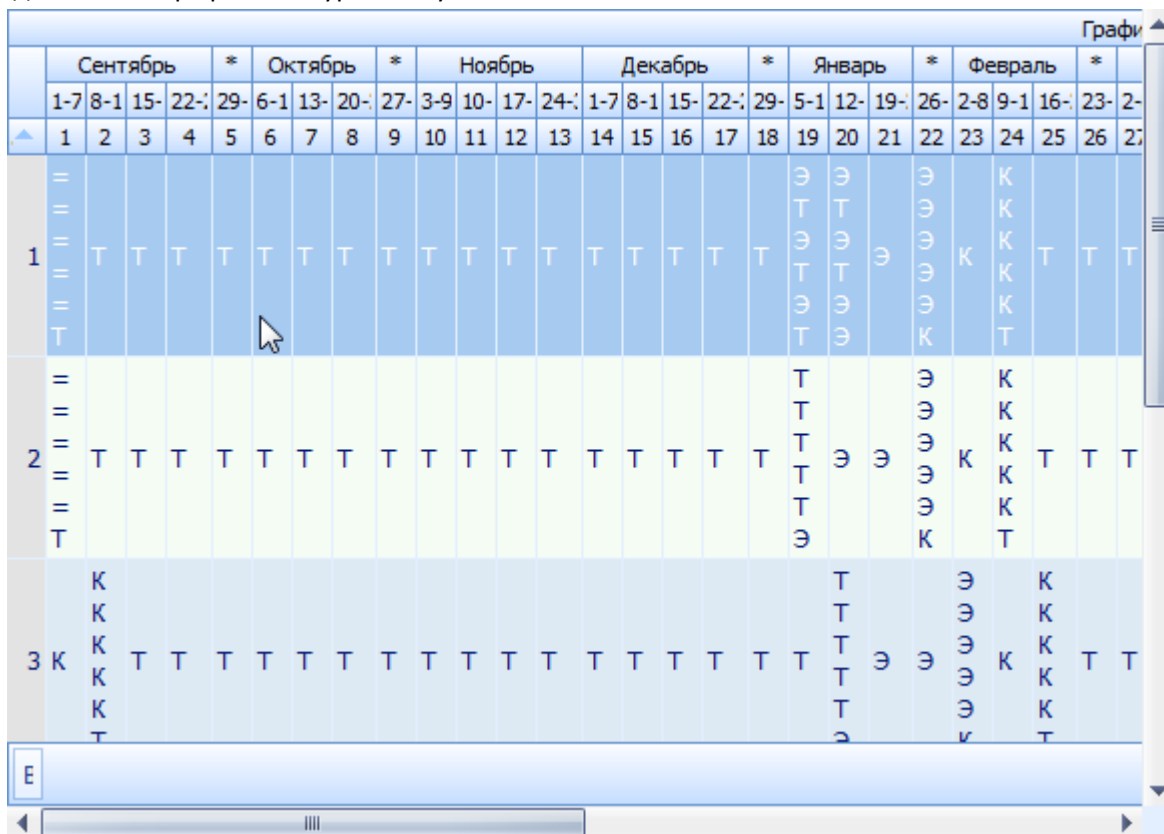 Графи
Сентябрь * Октябрь * Ноябрь Декабрь * Январь * Февраль *
1-7 8-1 15- 22-: 29- 6-1 13- 20-: 27- 3-9 10- 17- 24-: 1-7 8-1 15- 22-: 29- 5-1 12- 19-: 26- 2-8 9-1 16-: 23- 2-
1 2 3 4 5 6 7 8 9 10 11 12 13 14 15 16 17 18 19 20 21 22 23 24 25 26 27
= Э Э Э К
= Т Т Э К
= Э Э Э К
1 Т Т Т Т Т Т Т Т Т Т Т Т Т Т Т Т Т Э К Т Т Т
= Т Т Э К
= Э Э Э К
Т Т Э К Т
= Т Э К
= Т Э К
= Т Э К
2 Т Т Т Т Т Т Т Т Т Т Т Т Т Т Т Т Т Э Э К Т Т Т
= Т Э К
= Т Э К
Т Э К Т
К Т Э К
К Т Э К
К Т Э К
3 К Т Т Т Т Т Т Т Т Т Т Т Т Т Т Т Т Т Э Э К Т Т
К Т Э К
К Т Э К
Т Э К Т